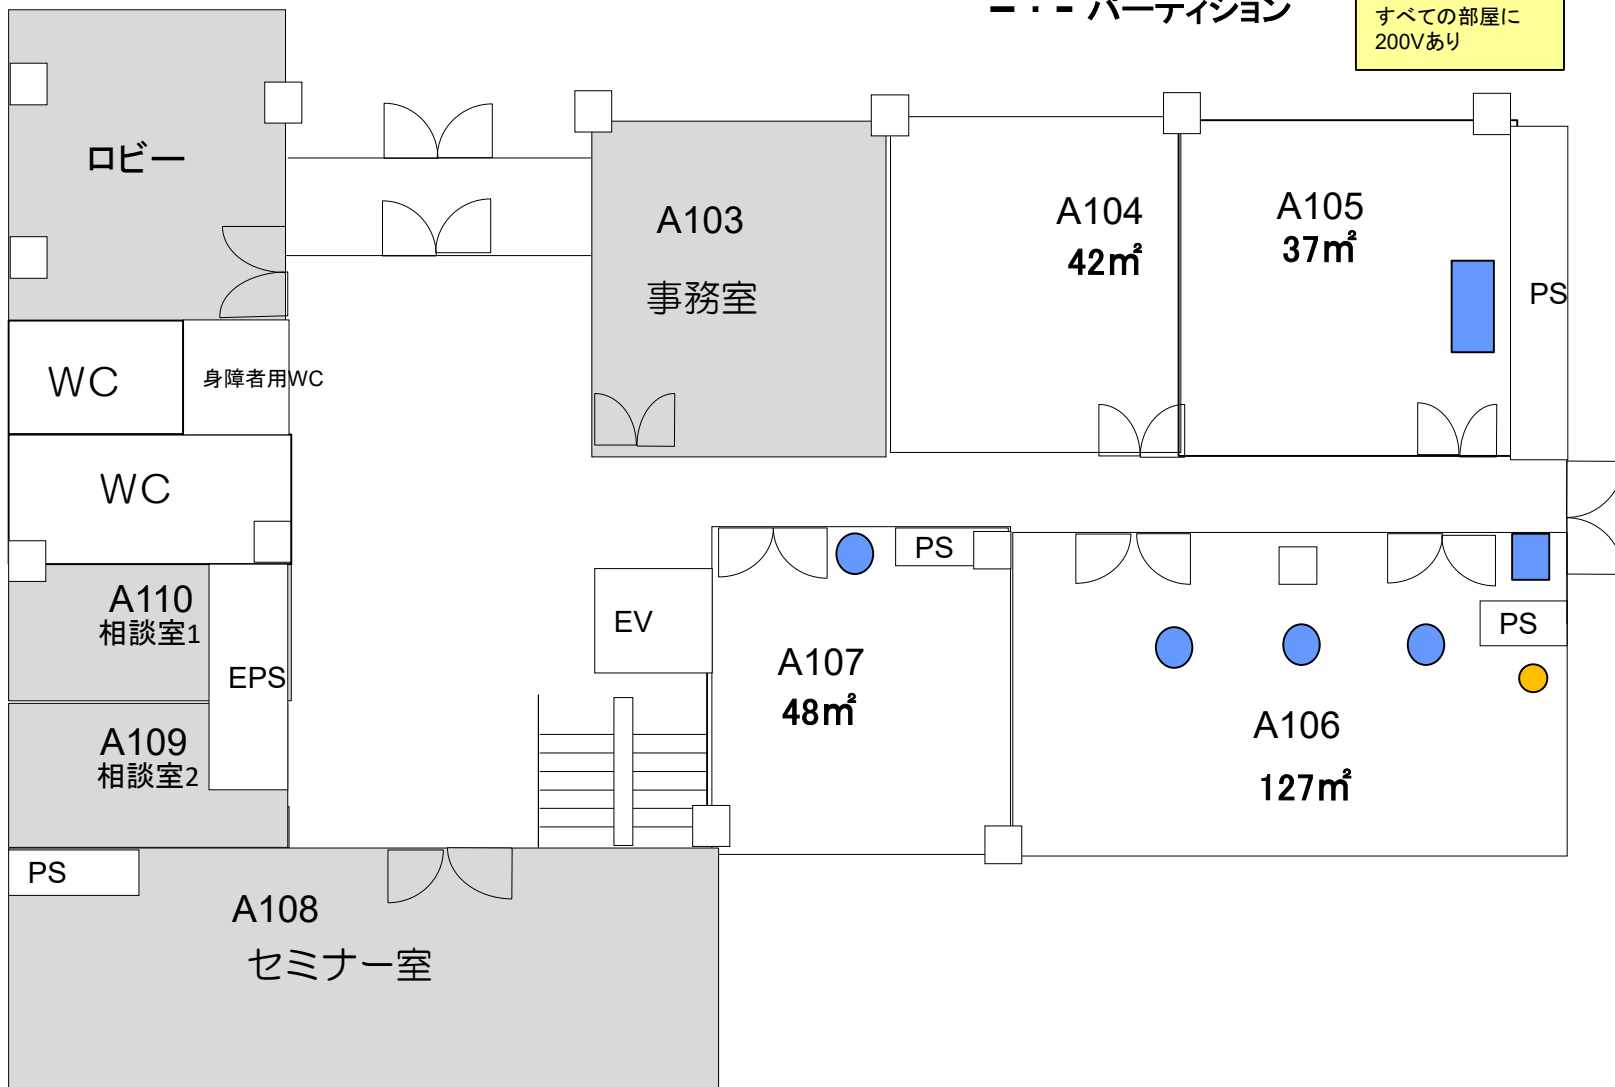 パーティション
すべての部屋に
200Vあり
ロビー
A103
事務室
A104
42㎡
A105
37㎡
PS
WC
身障者用WC
WC
A110
相談室1
EPS
A109
相談室2
EV
PS
A107
48㎡
PS
A106
127㎡
PS
A108
セミナー室